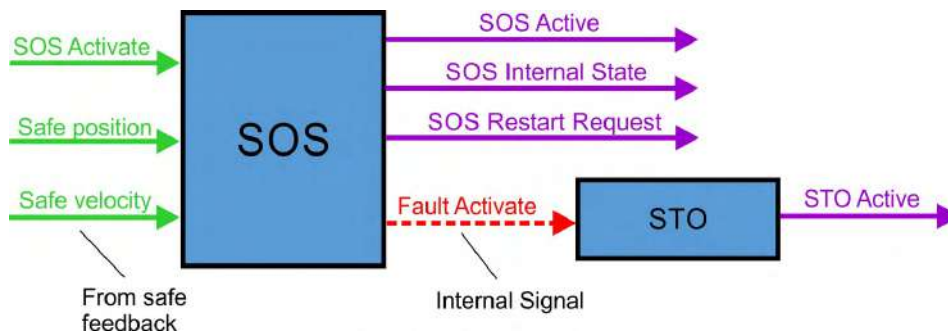 SOS Activate
Safe position
Safe velocity
From safe
feedback
SOS
SOS Active
SOS Internal State
SOS Restart Request
Fault Activate
Internal Signal
STO
STO Active